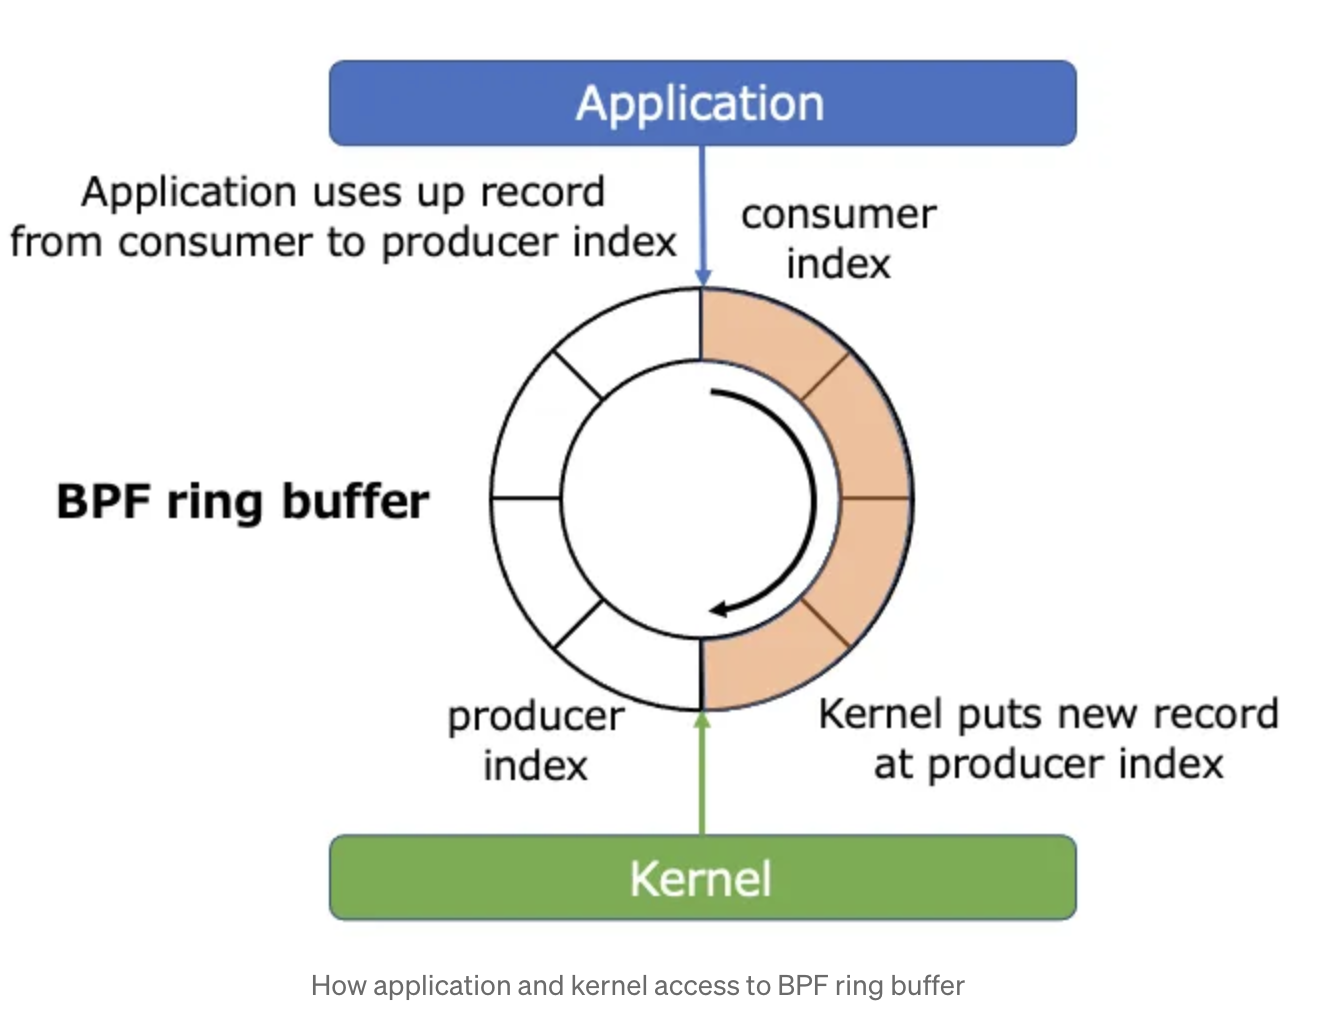 Application
Application uses up record
from consumer to producer index
consumer
index
BPF ring buffer
producer
index
Kernel puts new record
at producer index
Kernel
How application and kernel access to BPF ring buffer